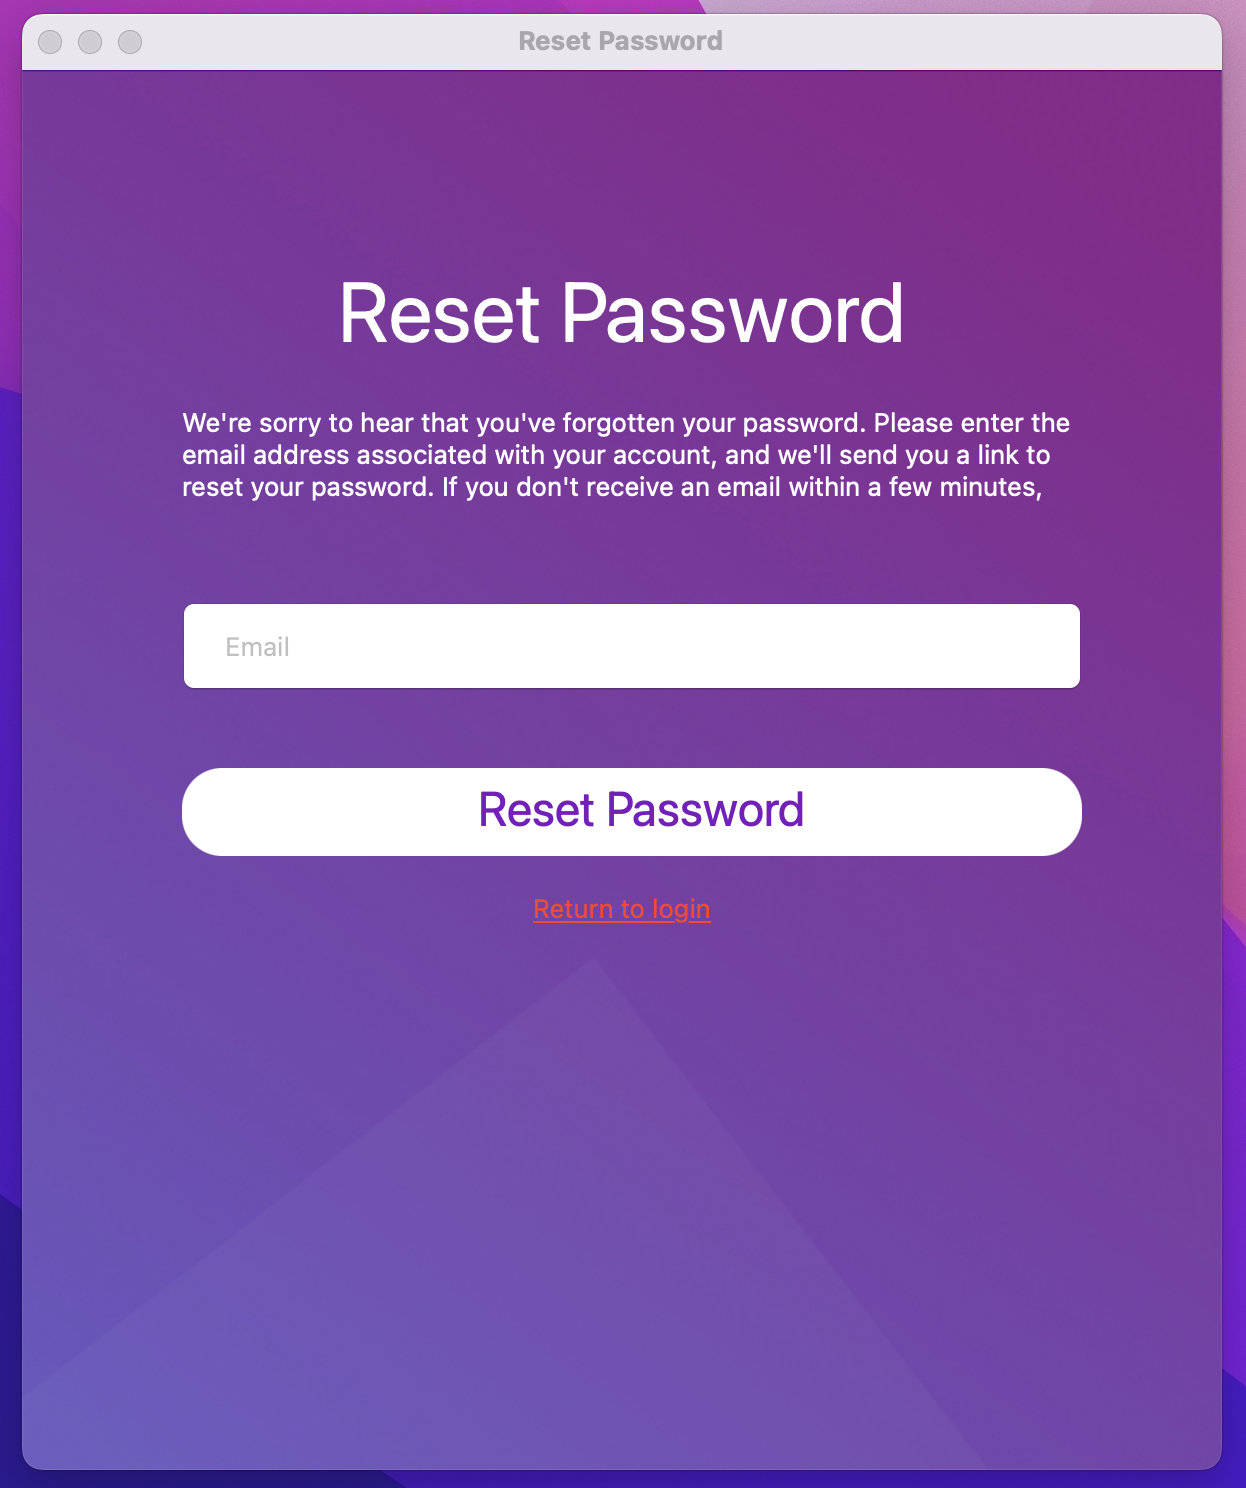 Reset Password
Reset Password
We're sorry to hear that you've forgotten your password. Please enter the
email address associated with your account, and we'll send you a link to
reset your password. If you don't receive an email within a few minutes,
Email
Reset Password
Return to login